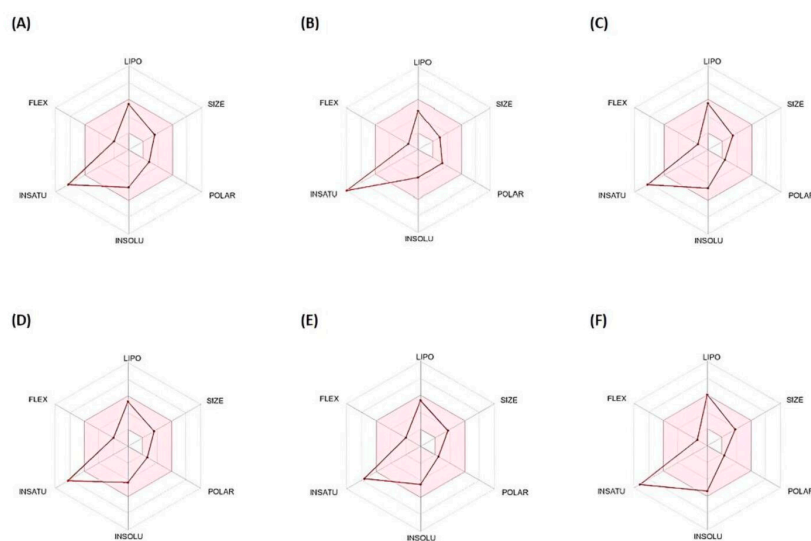 (A)
(B)
(C)
LIPO
LIPO
LIPO
FLEX
SIZE
FLEX
SIZE
FLEX
SIZE
INSATU
POLAR
INSATU
POLAR
INSATU
POLAR
INSOLU
INSOLU
INSOLU
(D)
(E)
(F)
LIPO
LIPO
LIPO
FLEX
SIZE
FLEX
SIZE
FLEX
SIZE
INSATU
POLAR
INSATU
POLAR
INSATU
POLAR
INSOLU
INSOLU
INSOLU